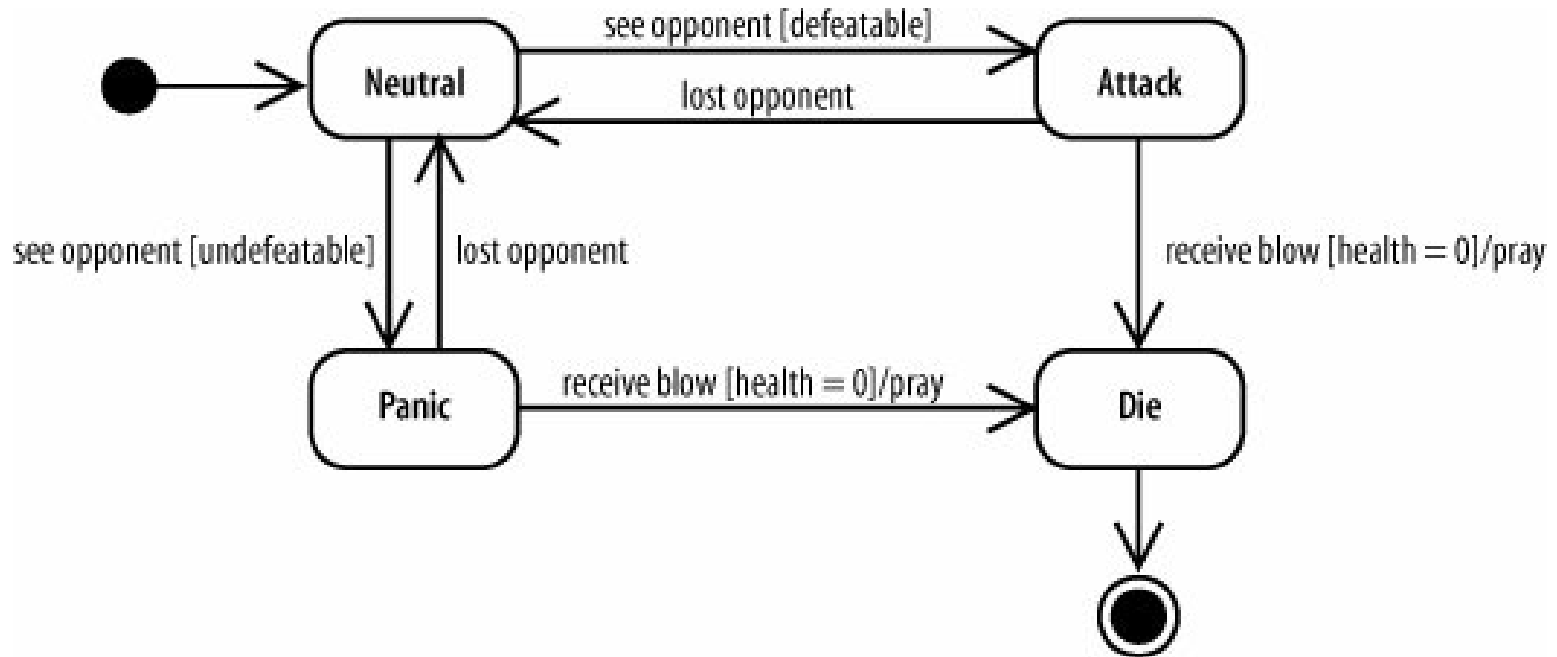 see opponent [defeatable]
Neutral
Attack
lost opponent
see opponent [undefeatable]
lost opponent
receive blow [health = 0]/pray
receive blow [health = 0]/pray
Panic
Die